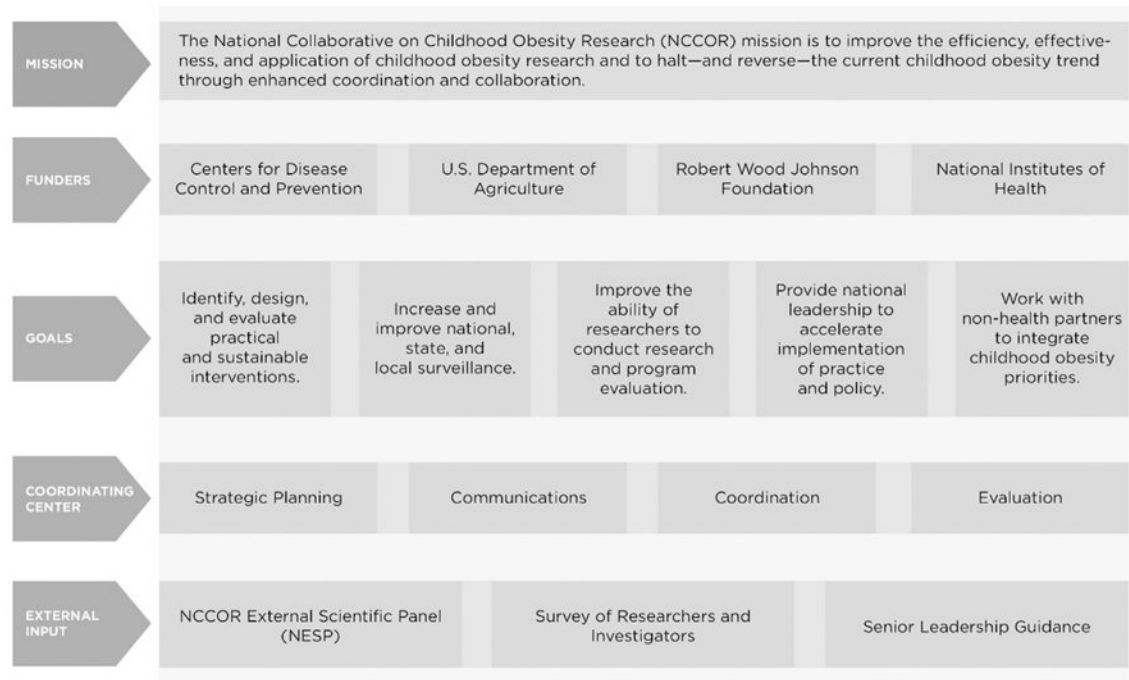 MISSION
The National Collaborative on Childhood Obesity Research (NCCOR) mission is to improve the efficiency, effective-
ness, and application of childhood obesity research and to halt—and reverse—the current childhood obesity trend
through enhanced coordination and collaboration.
FUNDERS
Centers for Disease
Control and Prevention
U.S. Department of
Agriculture
Robert Wood Johnson
Foundation
National Institutes of
Health
GOALS
Identify, design,
and evaluate
practical
and sustainable
interventions.
Increase and
improve national,
state, and
local surveillance.
Improve the
ability of
researchers to
conduct research
and program
evaluation.
Provide national
leadership to
accelerate
implementation
of practice
and policy.
Work with
non-health partners
to integrate
childhood obesity
priorities.
COORDINATING
CENTER
Strategic Planning
Communications
Coordination
Evaluation
EXTERNAL
INPUT
NCCOR External Scientific Panel
(NESP)
Survey of Researchers and
Investigators
Senior Leadership Guidance